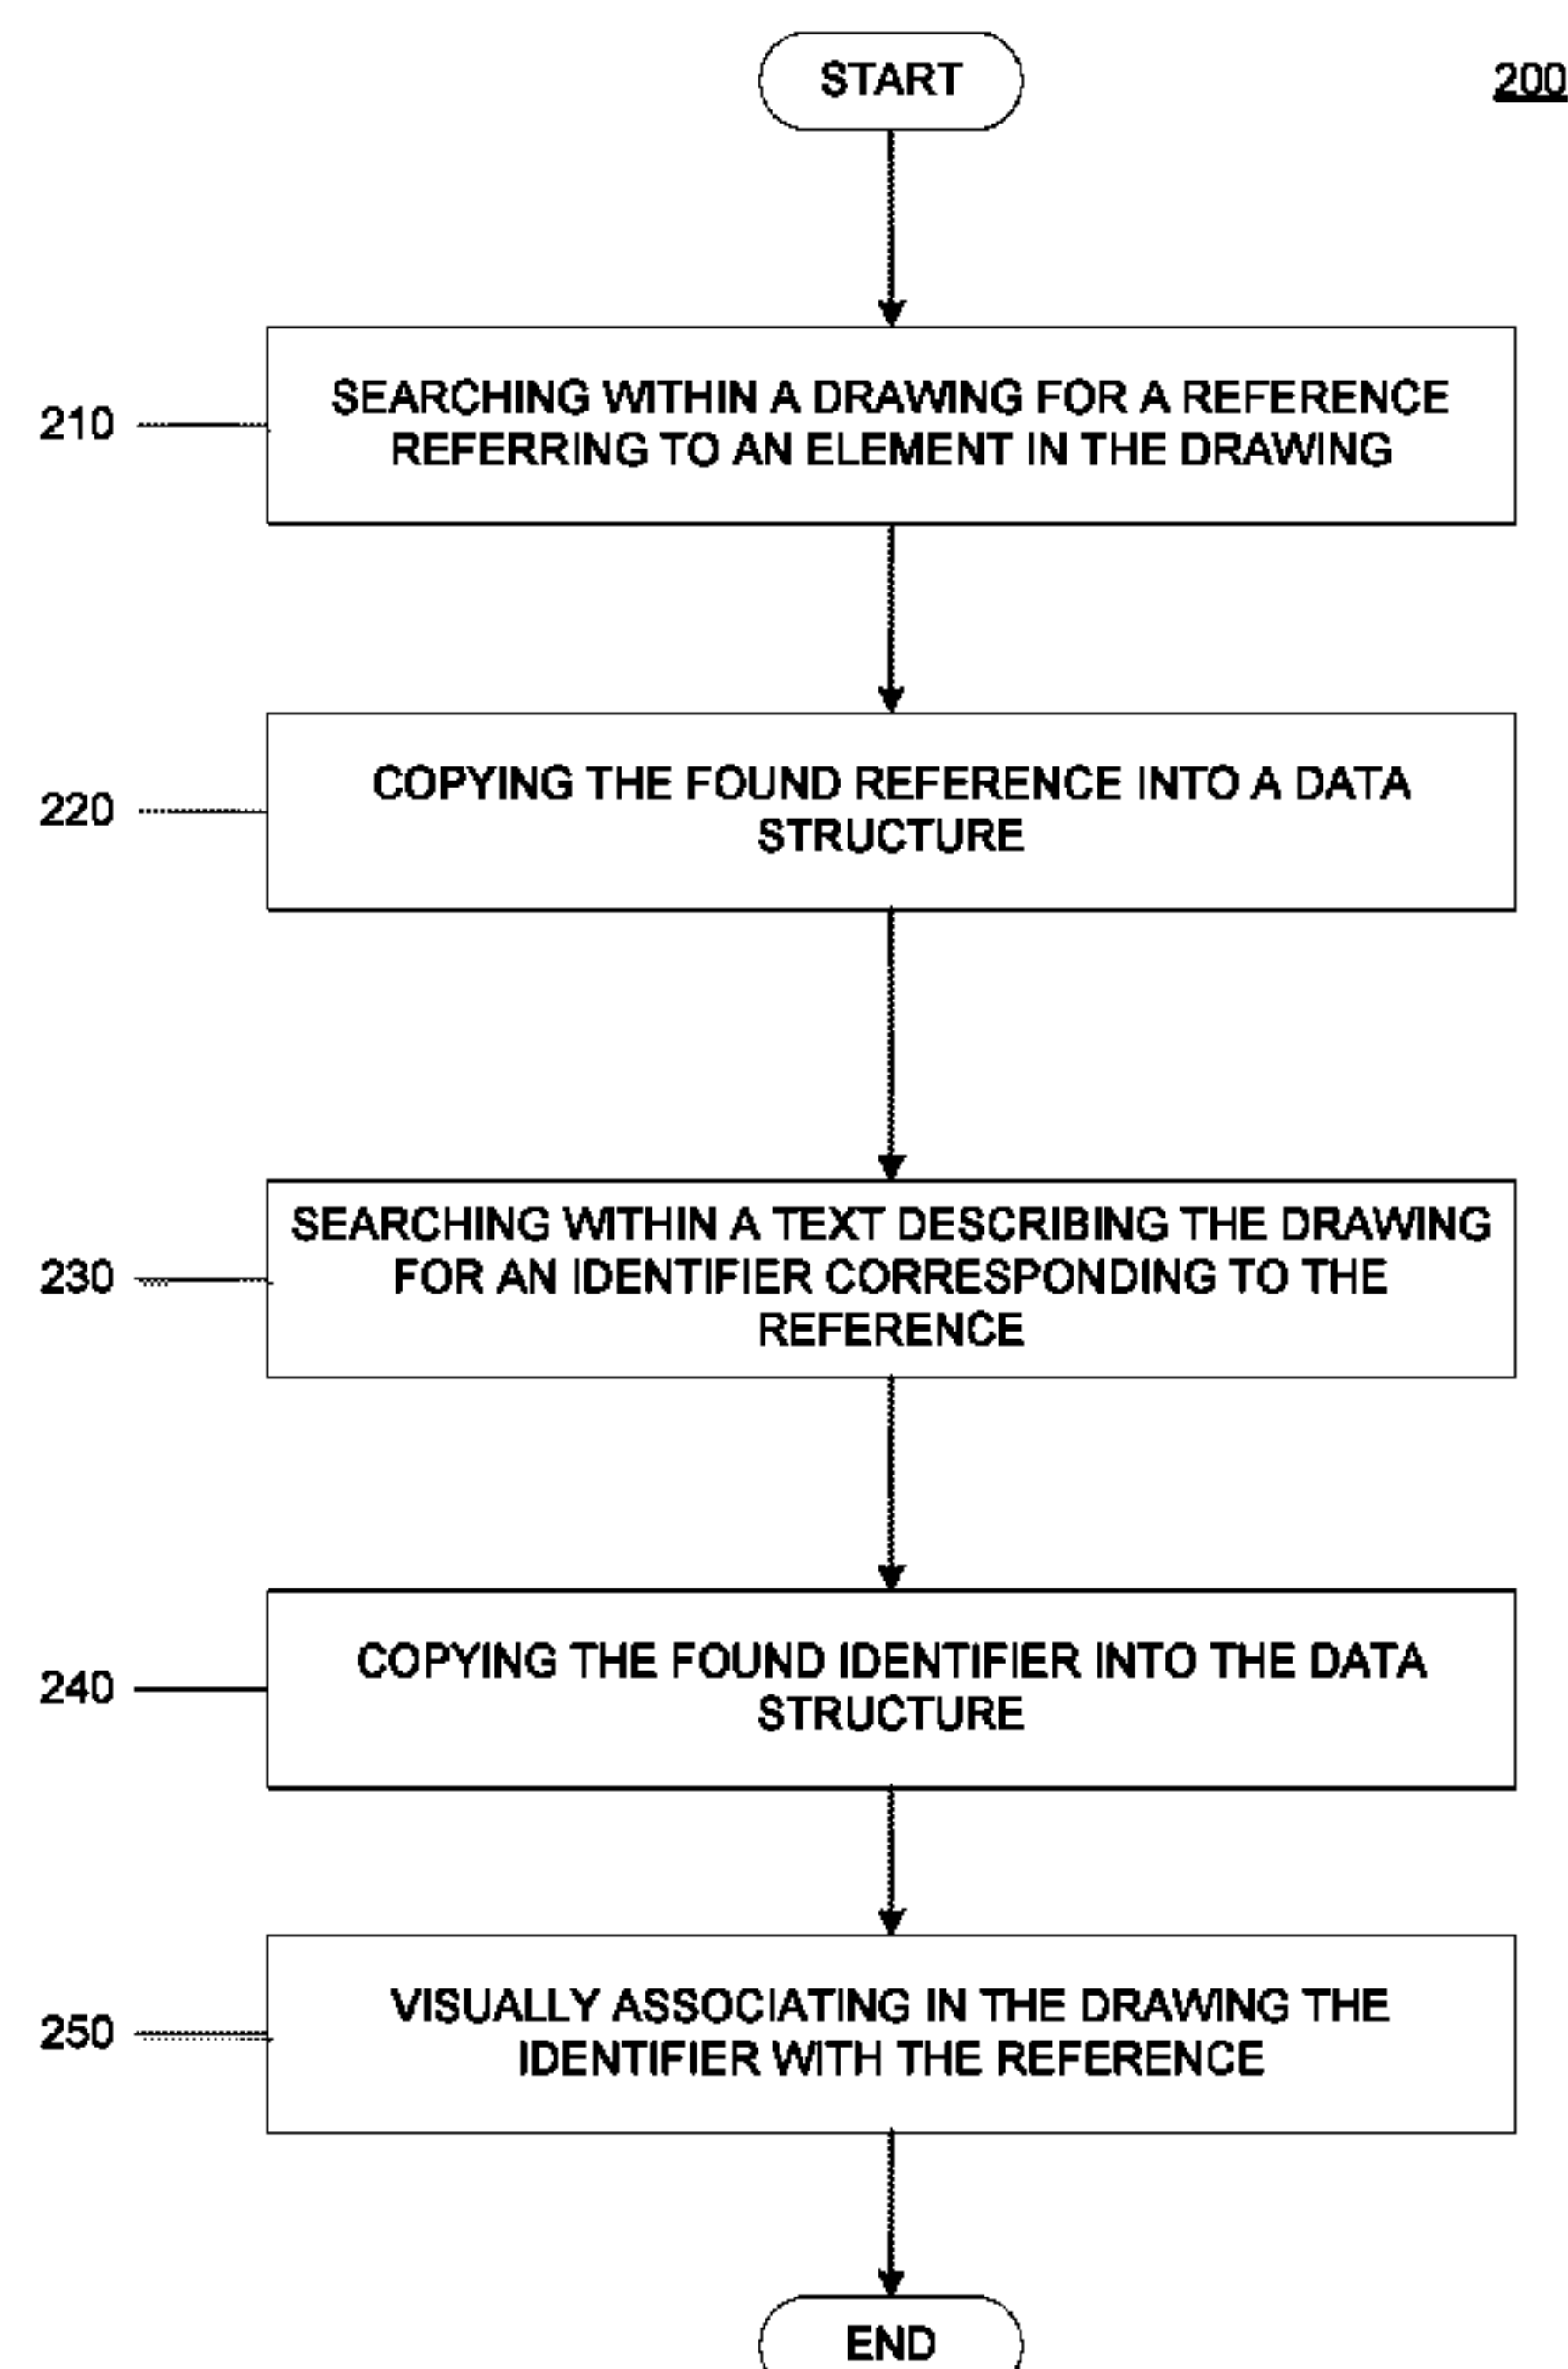 START
200
210
SEARCHING WITHIN A DRAWING FOR A REFERENCE
REFERRING TO AN ELEMENT IN THE DRAWING
220
COPYING THE FOUND REFERENCE INTO A DATA
STRUCTURE
230
SEARCHING WITHIN A TEXT DESCRIBING THE DRAWING
FOR AN IDENTIFIER CORRESPONDING TO THE
REFERENCE
240
COPYING THE FOUND IDENTIFIER INTO THE DATA
STRUCTURE
250
VISUALLY ASSOCIATING IN THE DRAWING THE
IDENTIFIER WITH THE REFERENCE
END